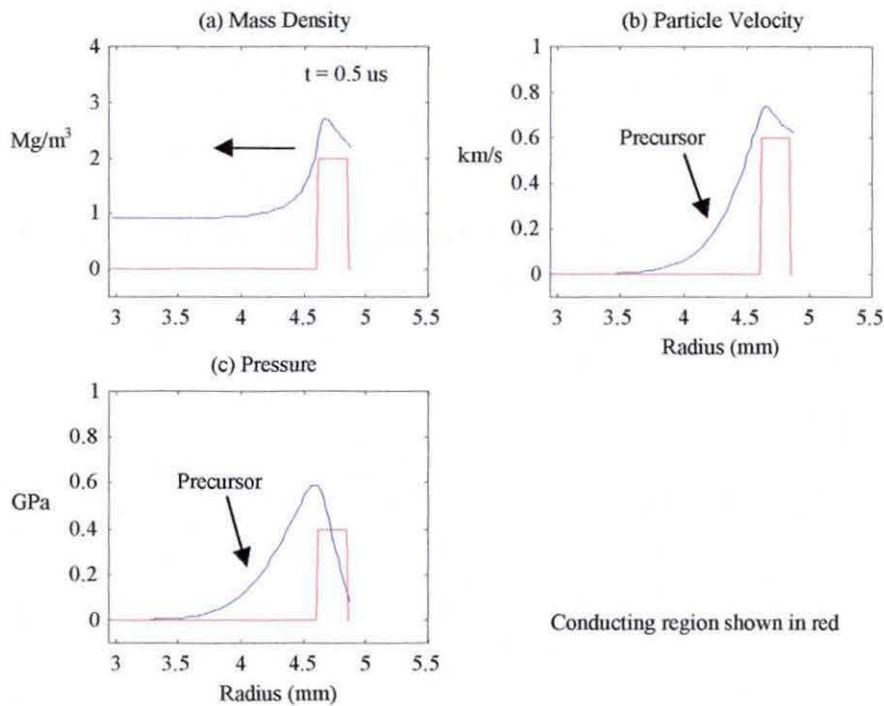 (a) Mass Density
4
3
2
1
0
Mg/m³
t = 0.5 us
3 3.5 4 4.5 5 5.5
(b) Particle Velocity
1
0.8
0.6
0.4
0.2
0
km/s
Precursor
3 3.5 4 4.5 5 5.5
Radius (mm)
(c) Pressure
1
0.8
0.6
0.4
0.2
0
GPa
Precursor
3 3.5 4 4.5 5 5.5
Radius (mm)
Conducting region shown in red